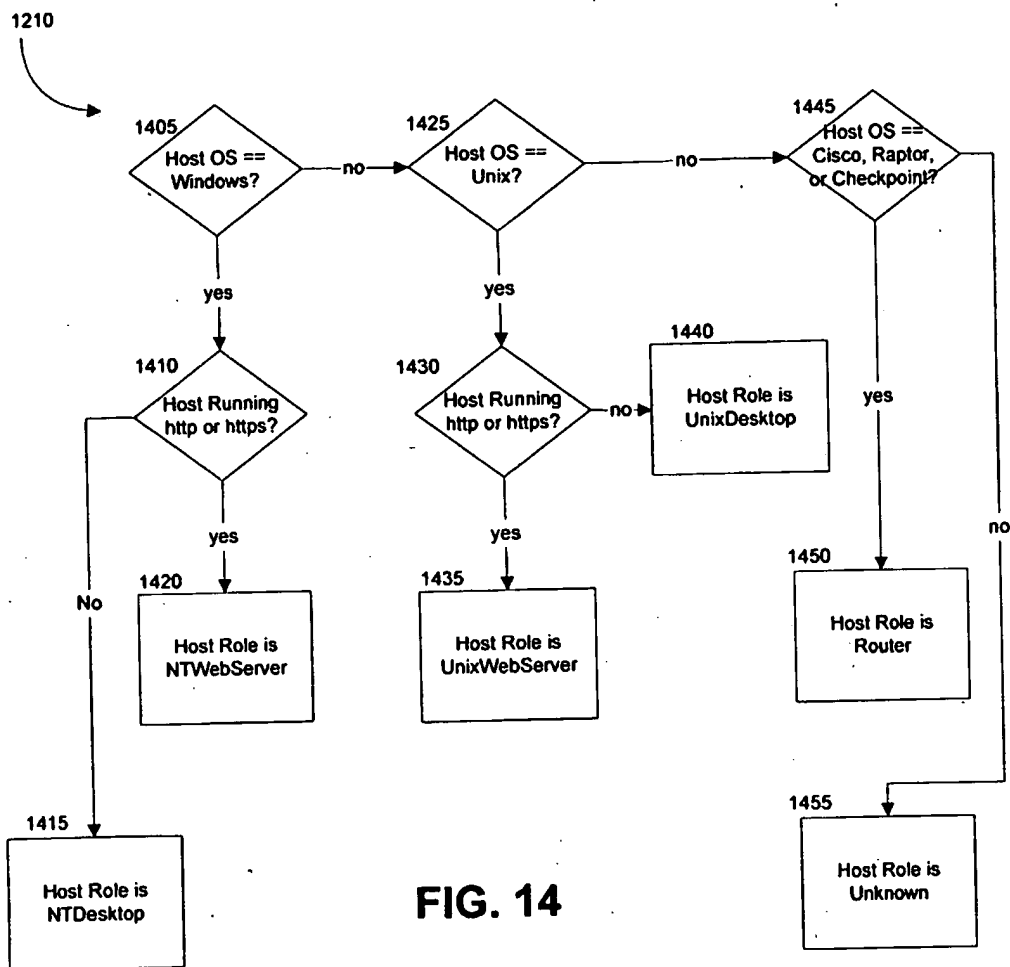 1210
1405
Host OS ==
Windows?
no
1425
Host OS ==
Unix?
no
1445
Host OS ==
Cisco, Raptor,
or Checkpoint?
yes
yes
yes
no
1410
Host Running
http or https?
No
yes
1430
Host Running
http or https?
no
yes
1440
Host Role is
UnixDesktop
1420
Host Role is
NTWebServer
1435
Host Role is
UnixWebServer
1450
Host Role is
Router
1415
Host Role is
NTDesktop
1455
Host Role is
Unknown
FIG. 14